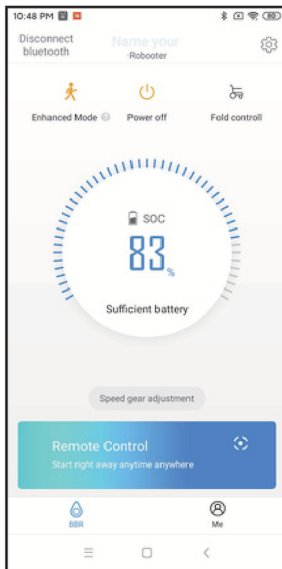 10:48 PM
80
Disconnect
bluetooth
Name your
-Robooter
Enhanced Mode
Power off
Fold controll
SOC
83%
Sufficient battery
Speed gear adjustment
Remote Control
Start right away anytime anywhere
BBR
Me